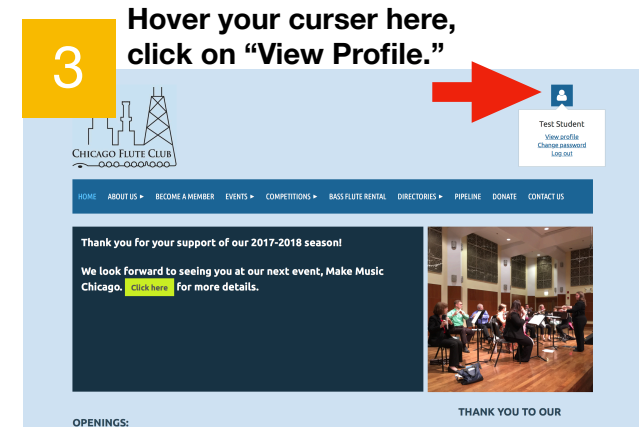 3
Hover your curser here,
click on “View Profile.”
CHICAGO FLUTE CLUB
Test Student
View profile
Change password
Log out
HOME ABOUT US ► BECOME A MEMBER EVENTS ► COMPETITIONS ► BASS FLUTE RENTAL DIRECTORIES ► PIPELINE DONATE CONTACT US
Thank you for your support of our 2017-2018 season!
We look forward to seeing you at our next event, Make Music
Chicago. Click here for more details.
THANK YOU TO OUR
OPENINGS: